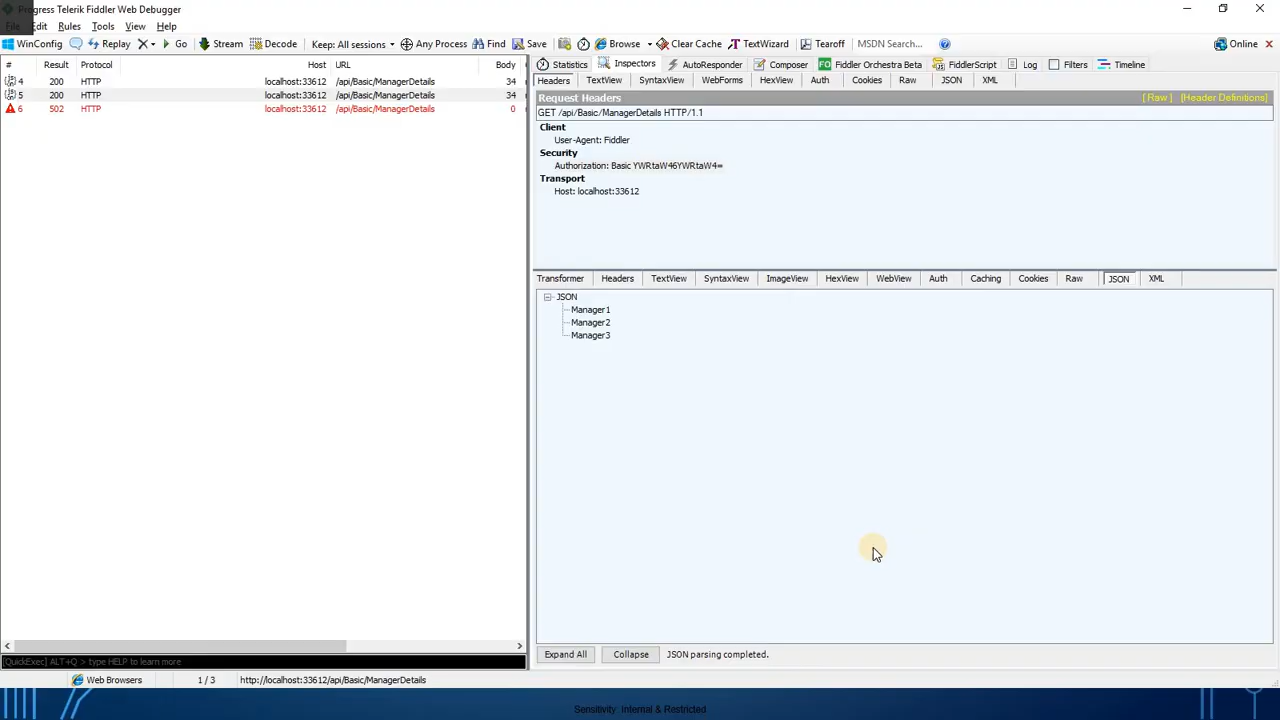 Progress Telerik Fiddler Web Debugger
File Edit Rules Tools View Help
WinConfig Replay Go Stream Decode Keep: All sessions Any Process Find Save Browse Clear Cache TextWizard Tearoff MSDN Search... Online
# Result Protocol Host URL Body
4 200 HTTP localhost:33612 /api/Basic/ManagerDetails 34
5 200 HTTP localhost:33612 /api/Basic/ManagerDetails 34
6 502 HTTP localhost:33612 /api/Basic/ManagerDetails 0
Statistics Inspectors AutoResponder Composer FO Fiddler Orchestra Beta FiddlerScript Log Filters Timeline
Headers TextView SyntaxView WebForms HexView Auth Cookies Raw JSON XML
Request Headers [ Raw ] [Header Definitions]
GET /api/Basic/ManagerDetails HTTP/1.1
Client
User-Agent: Fiddler
Security
Authorization: Basic YWRtaW46YWRtaW4=
Transport
Host: localhost:33612
Transformer Headers TextView SyntaxView ImageView HexView WebView Auth Caching Cookies Raw JSON XML
JSON
Manager1
Manager2
Manager3
Expand All Collapse JSON parsing completed.
[QuickExec] ALT+Q > type HELP to learn more
Web Browsers 1 / 3 http://localhost:33612/api/Basic/ManagerDetails
Sensitivity: Internal & Restricted